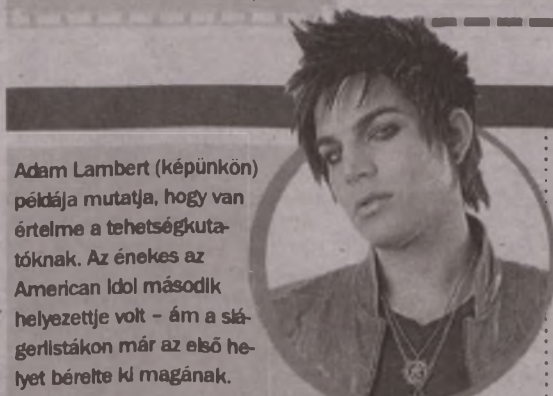 Adam Lambert (képünkön)
példája mutatja, hogy van
értelme a tehetségkuta-
tóknak. Az énekes az
American Idol második
helyezettje volt – ám a slá-
gerlistákon már az első he-
lyet bérelte ki magának.